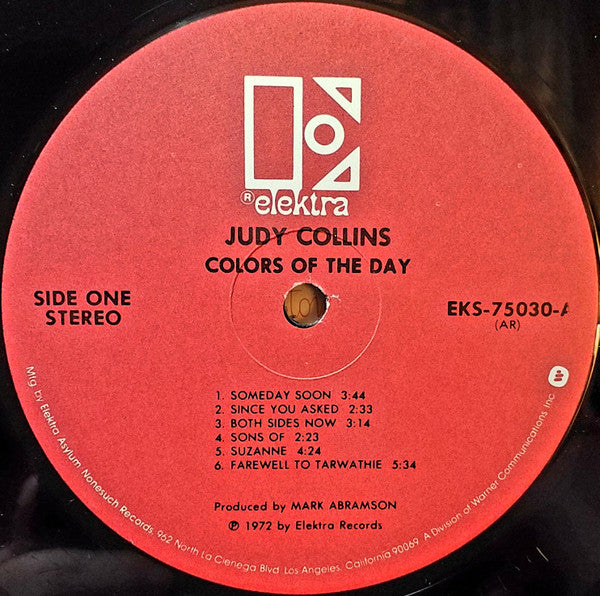 ® elektra
JUDY COLLINS
COLORS OF THE DAY
SIDE ONE
STEREO
EKS-75030-A
(AR)
1. SOMEDAY SOON 3:44
2. SINCE YOU ASKED 2:33
3. BOTH SIDES NOW 3:14
4. SONS OF 2:23
5. SUZANNE 4:24
6. FAREWELL TO TARWATHIE 5:34
Produced by MARK ABRAMSON
℗ 1972 by Elektra Records
Mfg. by Elektra Asylum Nonesuch Records, 962 North La Cienega Blvd. Los Angeles, California 90069. A Division of Warner Communications Inc.